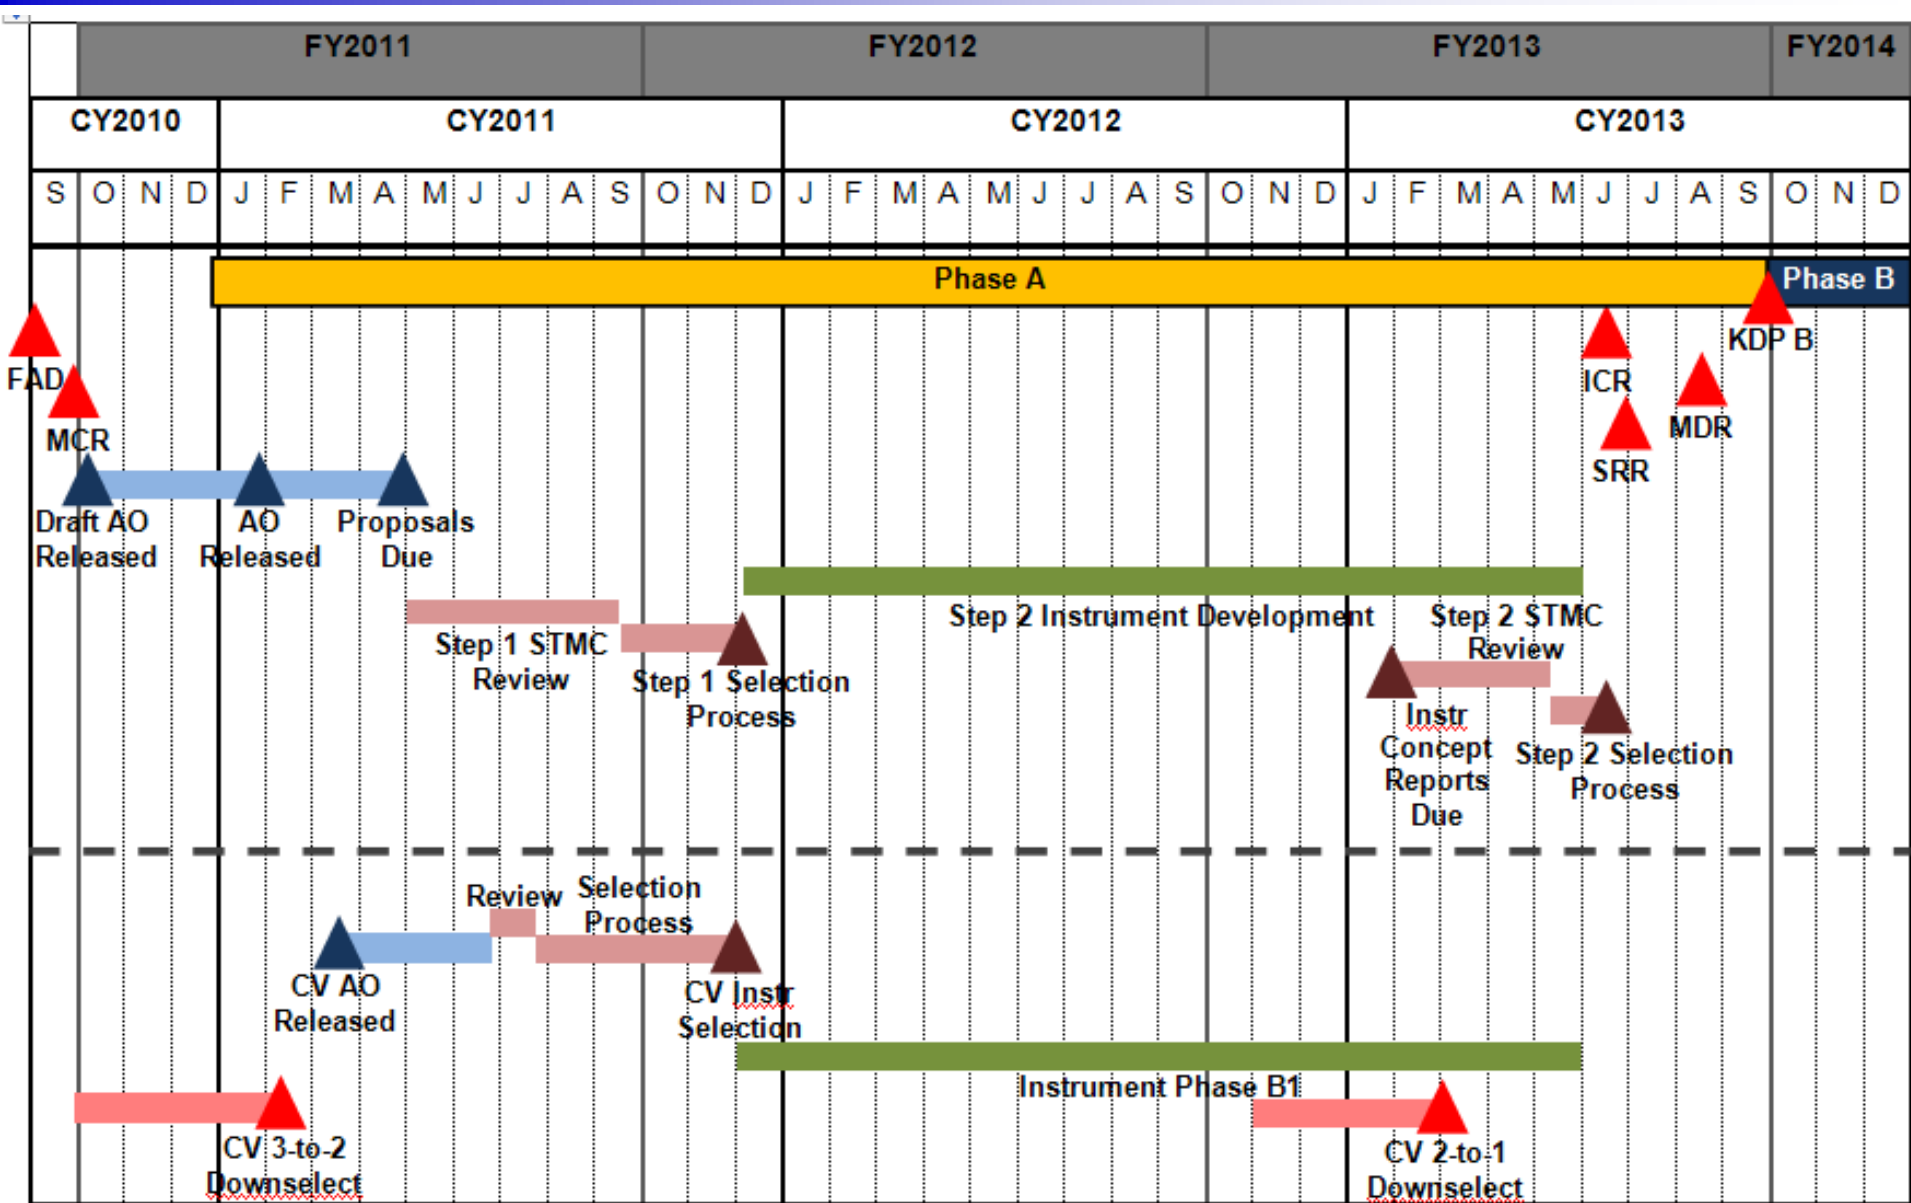 FY2011 FY2012 FY2013 FY2014
CY2010 CY2011 CY2012 CY2013
S O N D J F M A M J J A S O N D J F M A M J J A S O N D J F M A M J J A S O N D
Phase A Phase B
KDP B
FAD ICR
MCR MDR
SRR
Draft AO
Released
AO
Released
Proposals
Due
Step 2 Instrument Development
Step 1 STMC
Review
Step 2 STMC
Review
Step 1 Selection
Process
Instr
Concept
Reports
Due
Step 2 Selection
Process
Review
Selection
Process
CV AO
Released
CV Instr
Selection
Instrument Phase B1
CV 3-to-2
Downselect
CV 2-to-1
Downselect